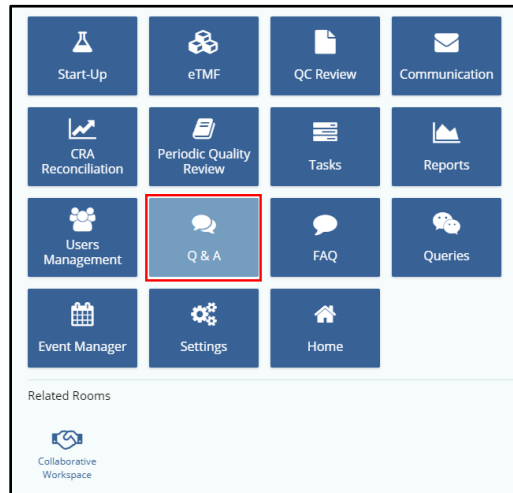 Start-Up
eTMF
QC Review
Communication
CRA
Reconciliation
Periodic Quality
Review
Tasks
Reports
Users
Management
Q & A
FAQ
Queries
Event Manager
Settings
Home
Related Rooms
Collaborative
Workspace